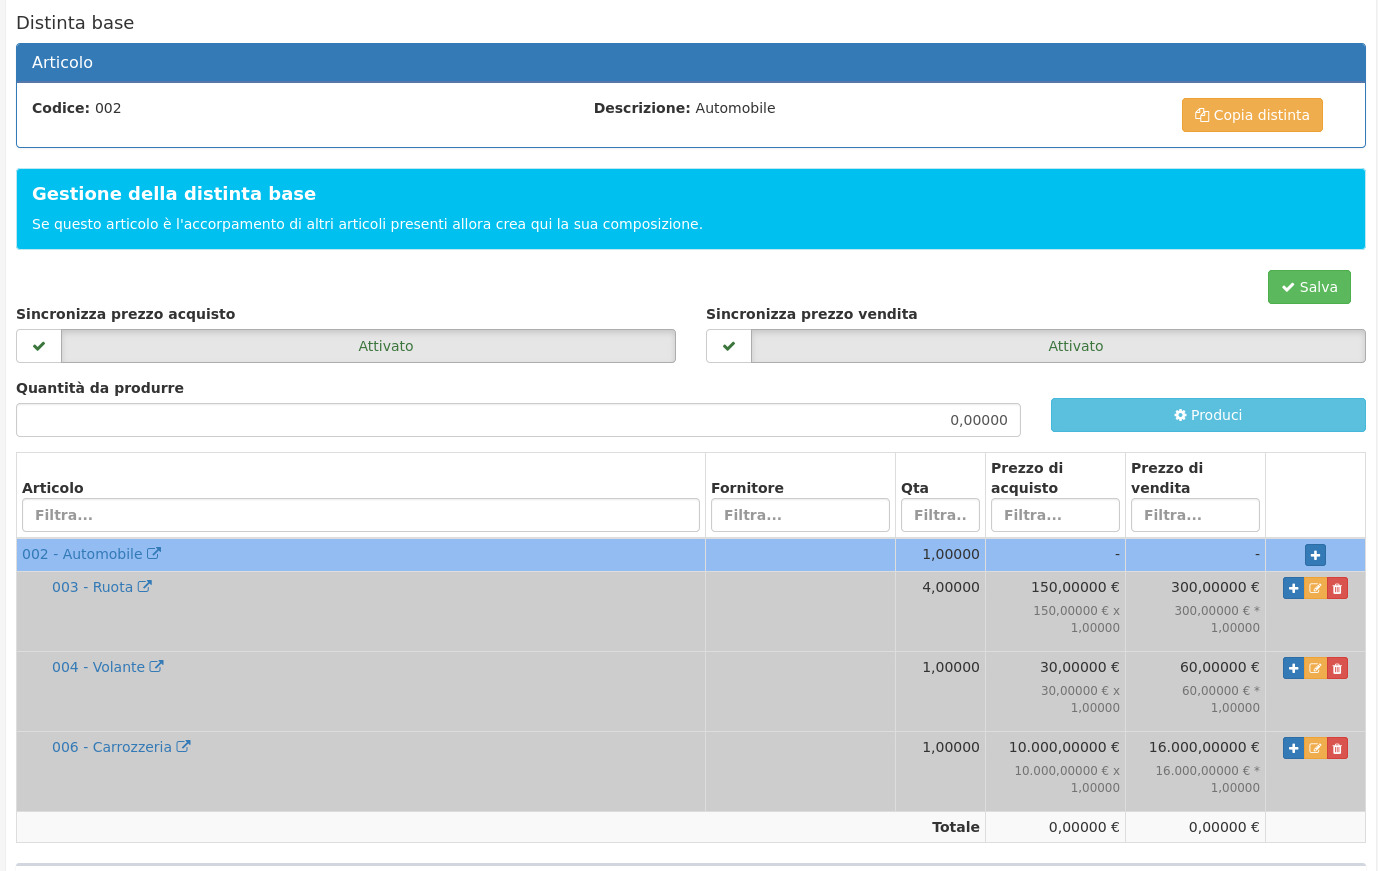 Distinta base
Articolo
Codice: 002 Descrizione: Automobile Copia distinta
Gestione della distinta base
Se questo articolo è l'accorpamento di altri articoli presenti allora crea qui la sua composizione.
Salva
Sincronizza prezzo acquisto Sincronizza prezzo vendita
Attivato Attivato
Quantità da produrre
0,00000 Produci
Articolo Fornitore Qta Prezzo di acquisto Prezzo di vendita
Filtra... Filtra... Filtra.. Filtra... Filtra...
002 - Automobile 1,00000 - -
003 - Ruota 4,00000 150,00000 € 300,00000 €
150,00000 € x 300,00000 € *
1,00000 1,00000
004 - Volante 1,00000 30,00000 € 60,00000 €
30,00000 € x 60,00000 € *
1,00000 1,00000
006 - Carrozzeria 1,00000 10.000,00000 € 16.000,00000 €
10.000,00000 € x 16.000,00000 € *
1,00000 1,00000
Totale 0,00000 € 0,00000 €